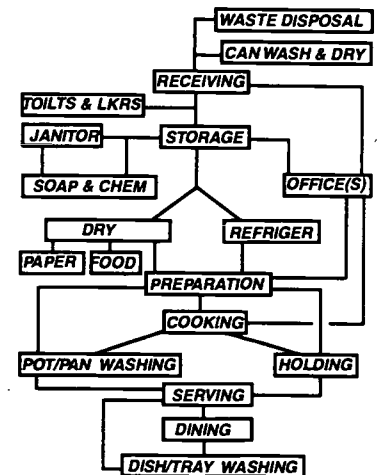 WASTE DISPOSAL
CAN WASH & DRY
RECEIVING
TOILTS & LKRS
JANITOR
STORAGE
SOAP & CHEM
OFFICE(S)
DRY
REFRIGER
PAPER
FOOD
PREPARATION
COOKING
POT/PAN WASHING
HOLDING
SERVING
DINING
DISH/TRAY WASHING